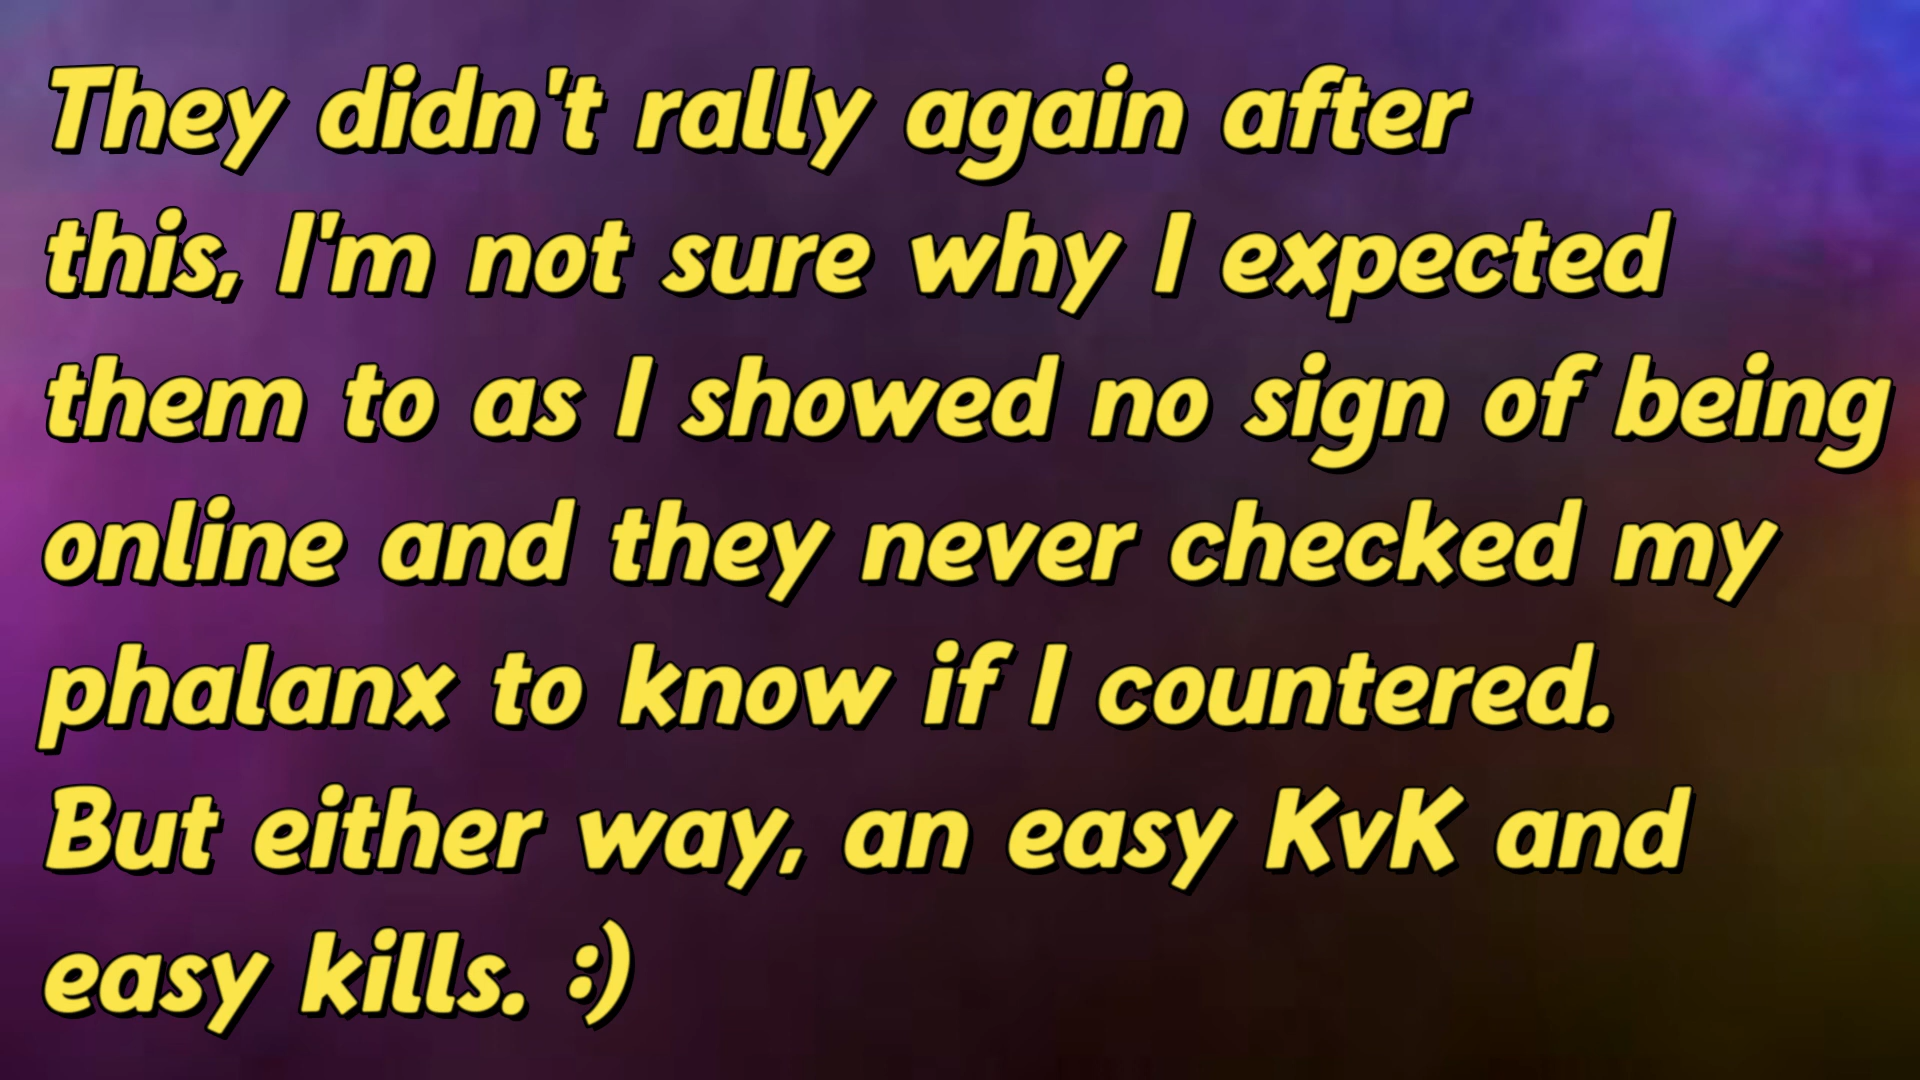 They didn't rally again after
this, I'm not sure why I expected
them to as I showed no sign of being
online and they never checked my
phalanx to know if I countered.
But either way, an easy KvK and
easy kills. :)